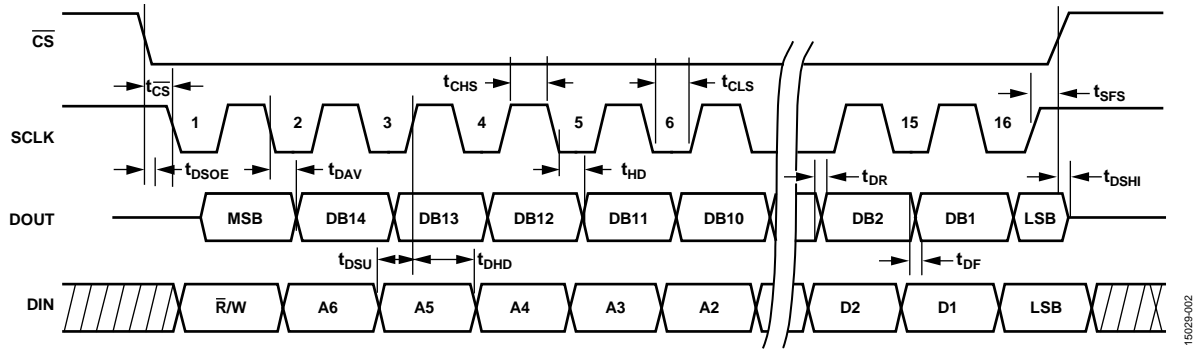 CS
tCS
tCHS
tCLS
tSFS
SCLK
1
2
3
4
5
6
15
16
tDSOE
tDAV
tHD
tDR
tDSHI
DOUT
MSB
DB14
DB13
DB12
DB11
DB10
DB2
DB1
LSB
tDSU
tDHD
tDF
DIN
R/W
A6
A5
A4
A3
A2
D2
D1
LSB
15029-002